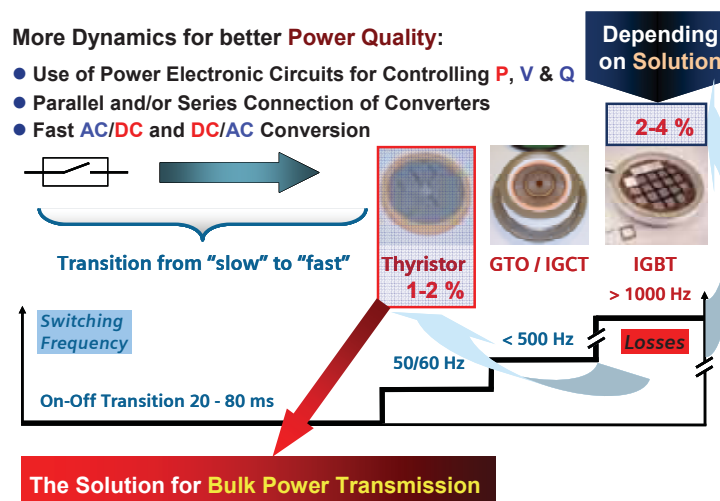 More Dynamics for better Power Quality:
● Use of Power Electronic Circuits for Controlling P, V & Q
● Parallel and/or Series Connection of Converters
● Fast AC/DC and DC/AC Conversion
Depending
on Solution
2-4 %
Transition from “slow” to “fast”
Thyristor
1-2 %
GTO / IGCT
IGBT
> 1000 Hz
Switching
Frequency
< 500 Hz
Losses
50/60 Hz
On-Off Transition 20 - 80 ms
The Solution for Bulk Power Transmission